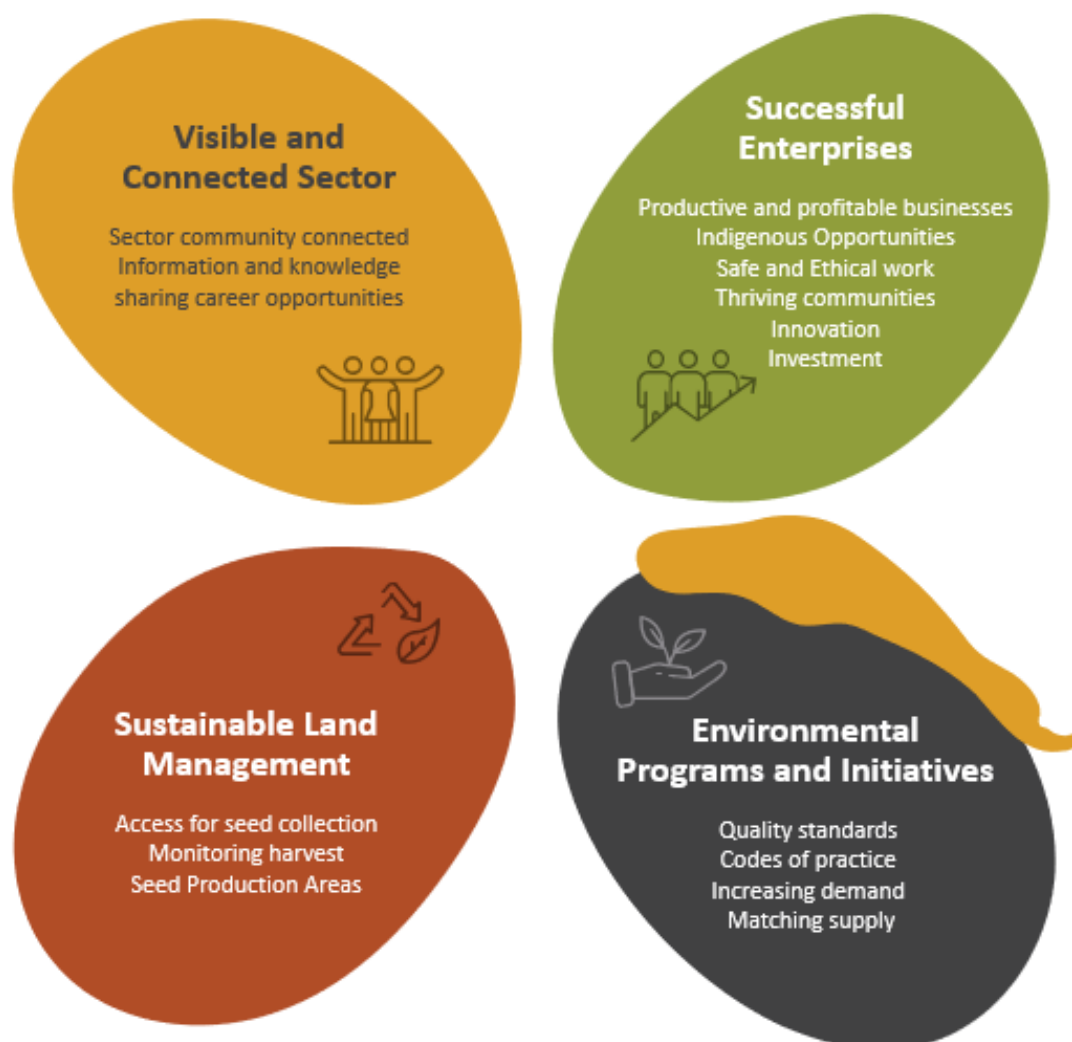 Visible and
Connected Sector
Sector community connected
Information and knowledge
sharing career opportunities
Successful
Enterprises
Productive and profitable businesses
Indigenous Opportunities
Safe and Ethical work
Thriving communities
Innovation
Investment
Sustainable Land
Management
Access for seed collection
Monitoring harvest
Seed Production Areas
Environmental
Programs and Initiatives
Quality standards
Codes of practice
Increasing demand
Matching supply